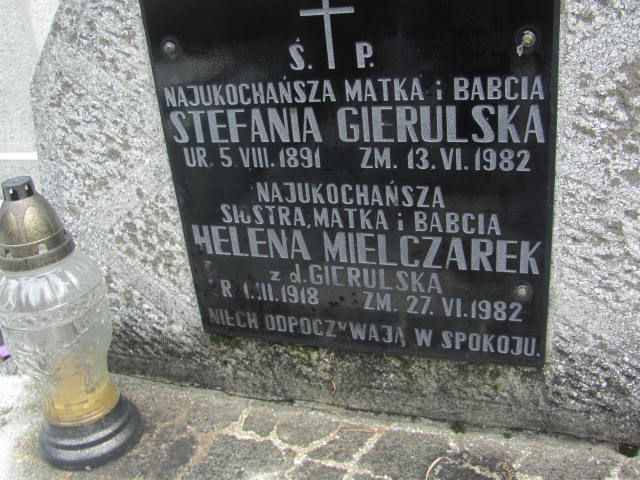 Ś. P.
NAJUKOCHAŃSZA MATKA i BABCIA
STEFANIA GIERULSKA
UR. 5 VIII. 1891 ZM. 13. VI. 1982
NAJUKOCHAŃSZA
SIOSTRA, MATKA i BABCIA
HELENA MIELCZAREK
z d. GIERULSKA
1918 ZM. 27. VI. 1982
NIECH ODPOCZYWAJĄ W SPOKOJU.